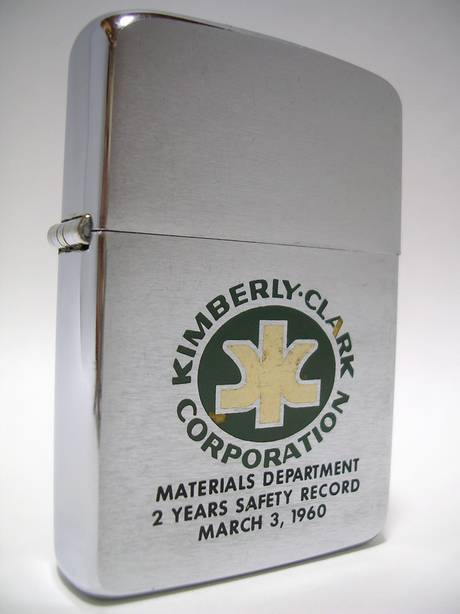 KIMBERLY·CLARK
CORPORATION
MATERIALS DEPARTMENT
2 YEARS SAFETY RECORD
MARCH 3, 1960